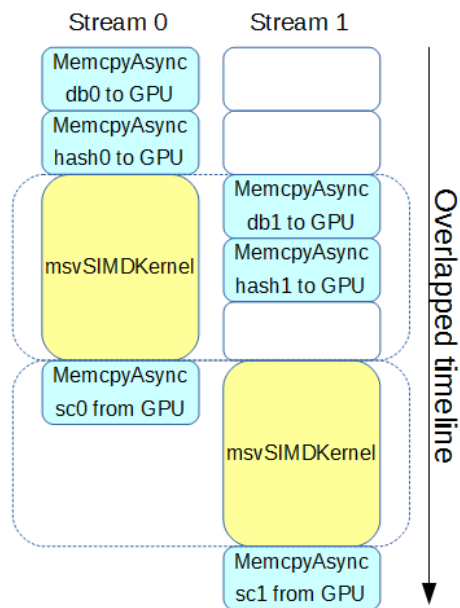 Stream 0
Stream 1
MemcpyAsync
db0 to GPU
MemcpyAsync
hash0 to GPU
msvSIMDKernel
MemcpyAsync
db1 to GPU
MemcpyAsync
hash1 to GPU
MemcpyAsync
sc0 from GPU
msvSIMDKernel
MemcpyAsync
sc1 from GPU
Overlapped timeline